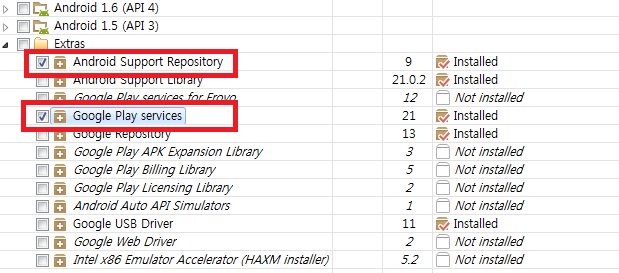 Android 1.6 (API 4)
Android 1.5 (API 3)
Extras
Android Support Repository 9 Installed
Android Support Library 21.0.2 Installed
Google Play services for Froyo 12 Not installed
Google Play services 21 Installed
Google Repository 13 Installed
Google Play APK Expansion Library 3 Not installed
Google Play Billing Library 5 Not installed
Google Play Licensing Library 2 Not installed
Android Auto API Simulators 1 Not installed
Google USB Driver 11 Installed
Google Web Driver 2 Not installed
Intel x86 Emulator Accelerator (HAXM installer) 5.2 Not installed